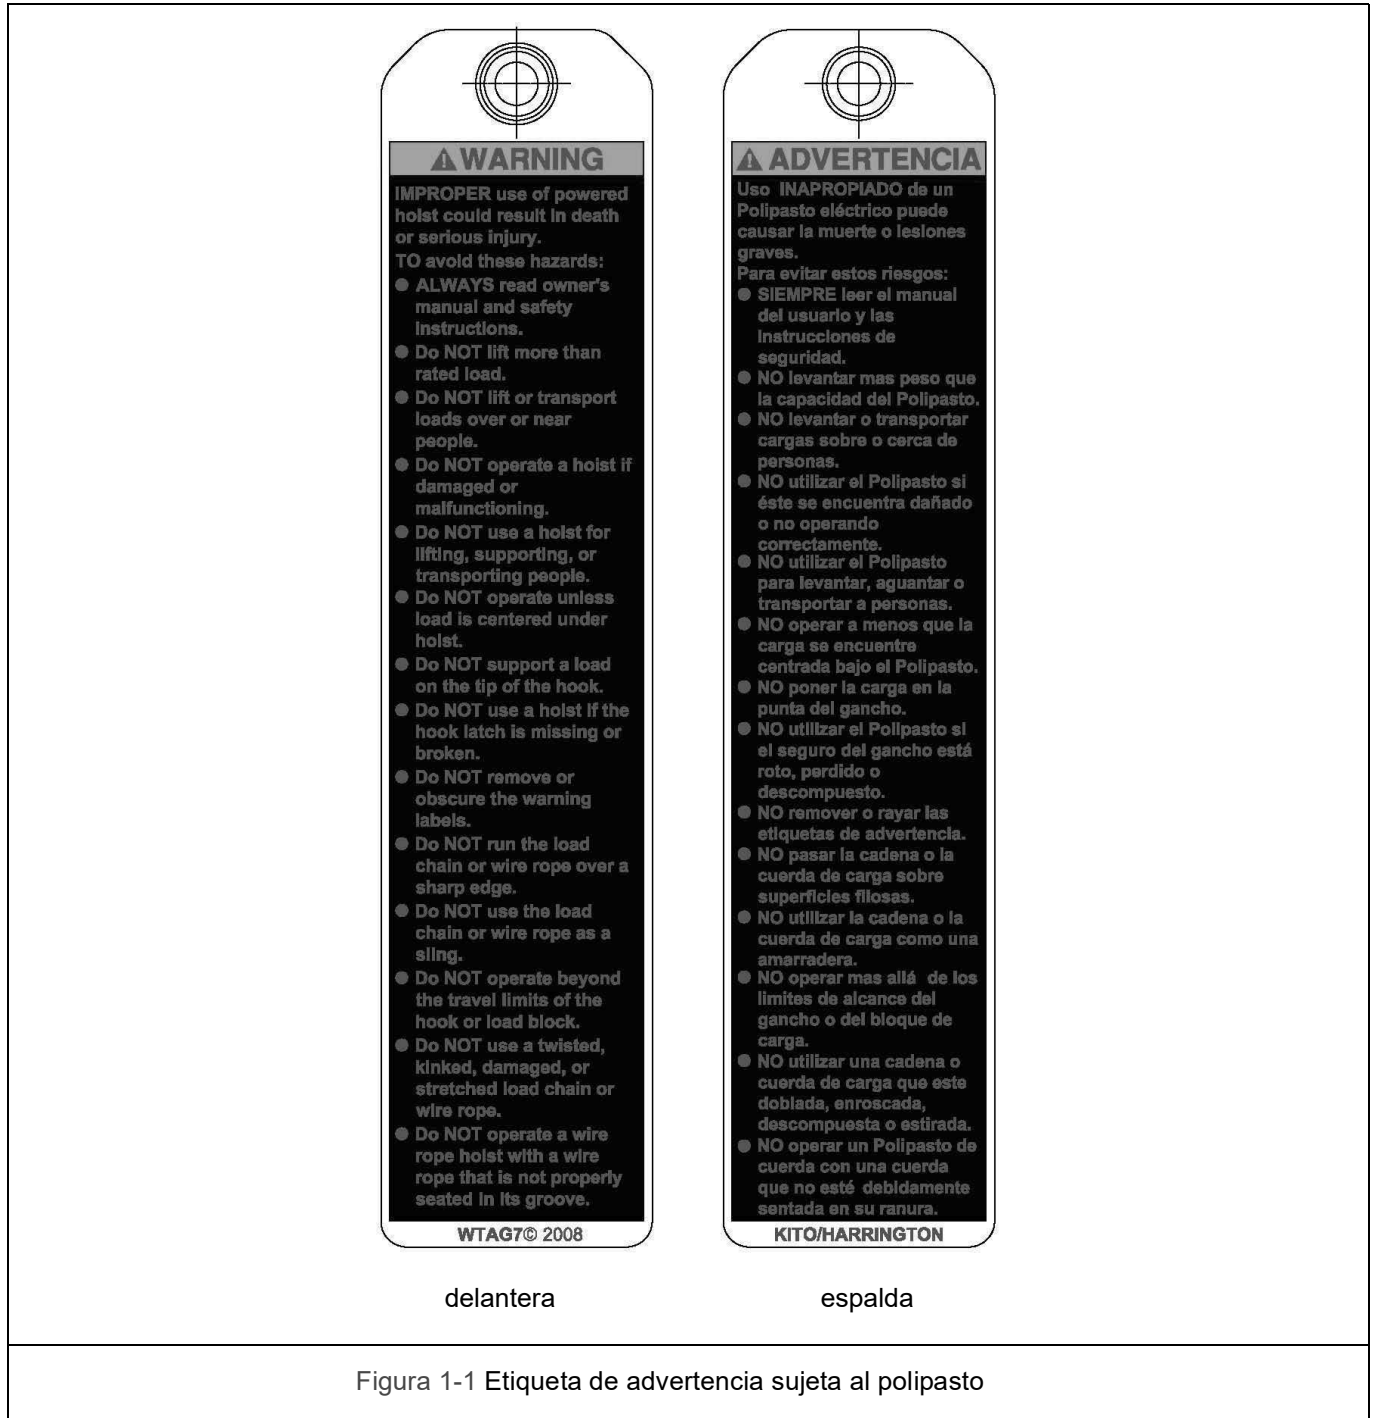 WARNING
IMPROPER use of powered
hoist could result in death
or serious injury.
TO avoid these hazards:
● ALWAYS read owner's
manual and safety
instructions.
● Do NOT lift more than
rated load.
● Do NOT lift or transport
loads over or near
people.
● Do NOT operate a hoist if
damaged or
malfunctioning.
● Do NOT use a hoist for
lifting, supporting, or
transporting people.
● Do NOT operate unless
load is centered under
hoist.
● Do NOT support a load
on the tip of the hook.
● Do NOT use a hoist if the
hook latch is missing or
broken.
● Do NOT remove or
obscure the warning
labels.
● Do NOT run the load
chain or wire rope over a
sharp edge.
● Do NOT use the load
chain or wire rope as a
sling.
● Do NOT operate beyond
the travel limits of the
hook or load block.
● Do NOT use a twisted,
kinked, damaged, or
stretched load chain or
wire rope.
● Do NOT operate a wire
rope hoist with a wire
rope that is not properly
seated in its groove.
WTAG7© 2008
delantera
ADVERTENCIA
Uso INAPROPIADO de un
Polipasto eléctrico puede
causar la muerte o lesiones
graves.
Para evitar estos riesgos:
● SIEMPRE leer el manual
del usuario y las
instrucciones de
seguridad.
● NO levantar mas peso que
la capacidad del Polipasto.
● NO levantar o transportar
cargas sobre o cerca de
personas.
● NO utilizar el Polipasto si
éste se encuentra dañado
o no operando
correctamente.
● NO utilizar el Polipasto
para levantar, aguantar o
transportar a personas.
● NO operar a menos que la
carga se encuentre
centrada bajo el Polipasto.
● NO poner la carga en la
punta del gancho.
● NO utilizar el Polipasto si
el seguro del gancho está
roto, perdido o
descompuesto.
● NO remover o rayar las
etiquetas de advertencia.
● NO pasar la cadena o la
cuerda de carga sobre
superficies filosas.
● NO utilizar la cadena o la
cuerda de carga como una
amarradera.
● NO operar mas allá de los
limites de alcance del
gancho o del bloque de
carga.
● NO utilizar una cadena o
cuerda de carga que este
doblada, enroscada,
descompuesta o estirada.
● NO operar un Polipasto de
cuerda con una cuerda
que no esté debidamente
sentada en su ranura.
KITO/HARRINGTON
espalda
Figura 1-1 Etiqueta de advertencia sujeta al polipasto